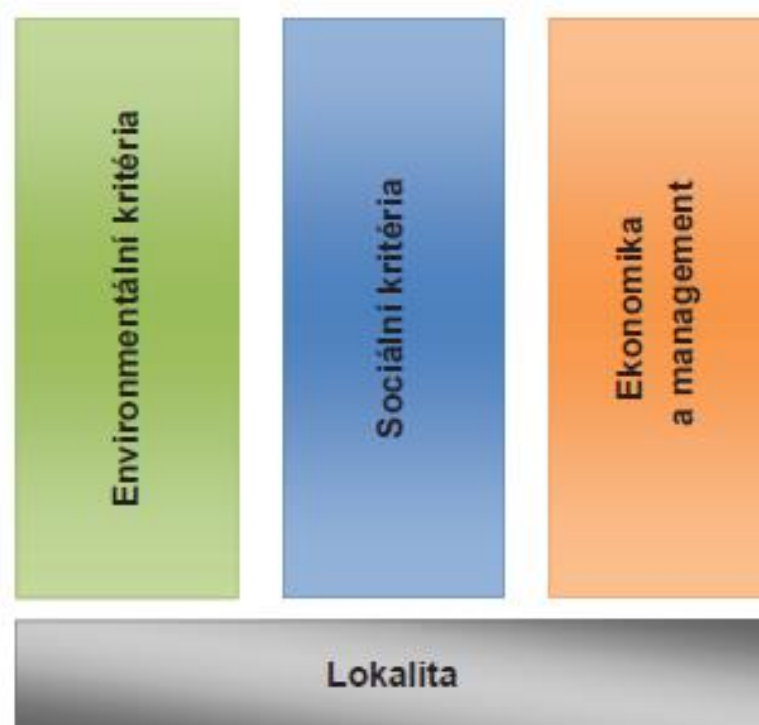 Environmentální kritéria
Sociální kritéria
Ekonomika
a management
Lokalita